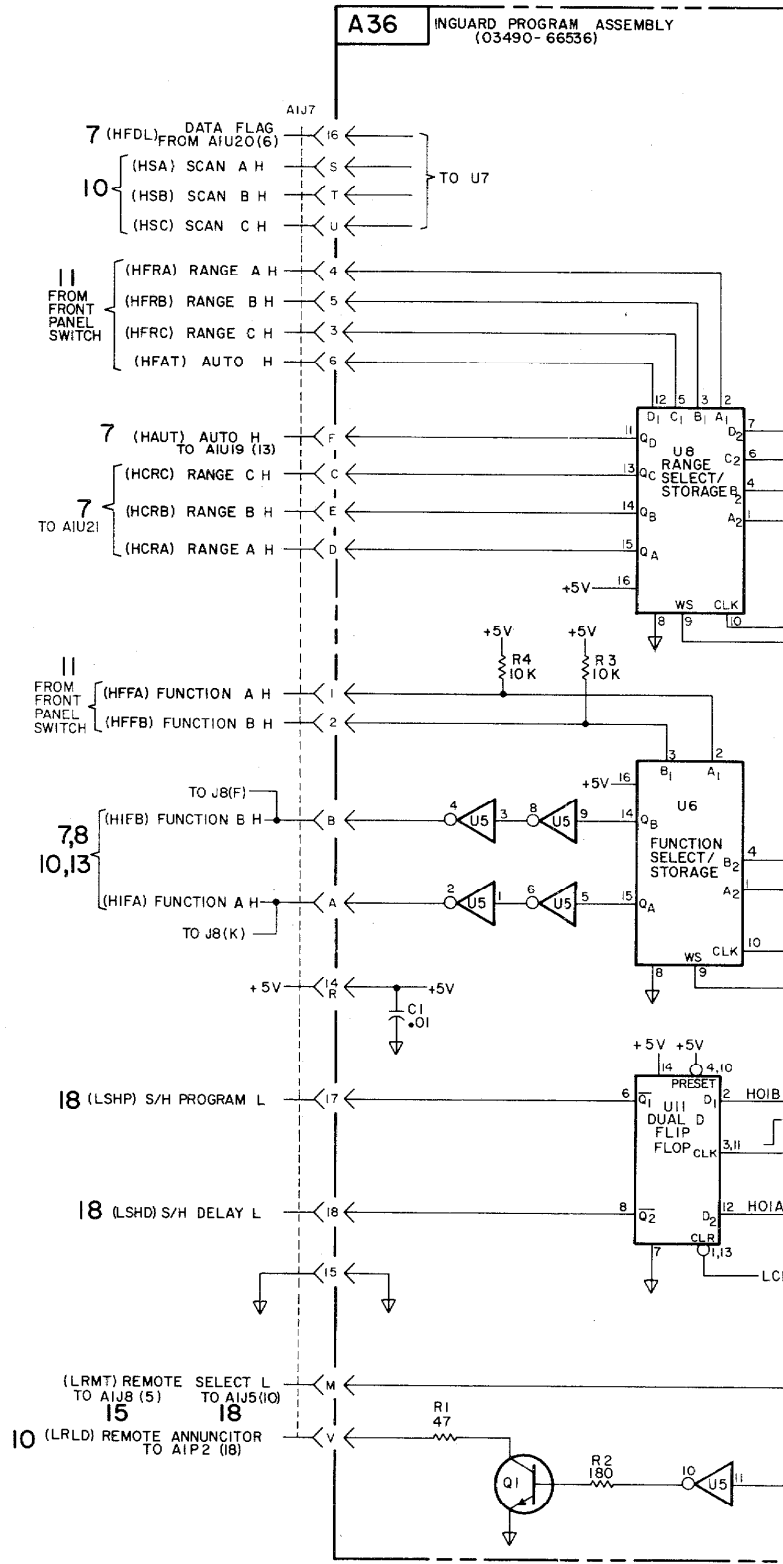 A36 INGUARD PROGRAM ASSEMBLY
(03490-66536)
A1J7
7 (HFDL) DATA FLAG 16
FROM A1U20(6)
10 (HSA) SCAN A H S
TO U7
(HSB) SCAN B H T
(HSC) SCAN C H U
11 FROM FRONT PANEL SWITCH
(HFRA) RANGE A H 4
(HFRB) RANGE B H 5
(HFRC) RANGE C H 3
(HFAT) AUTO H 6
12 5 3 2
D1 C1 B1 A1
7 (HAUT) AUTO H F 11 QD D2 7
TO A1U19 (13)
U8 RANGE SELECT/ STORAGE
7 TO A1U21
(HCRC) RANGE C H C 13 QC C2 6
(HCRB) RANGE B H E 14 QB B2 4
(HCRA) RANGE A H D 15 QA A2 1
+5V 16
WS CLK
8 9 10
+5V +5V
R4 10K R3 10K
11 FROM FRONT PANEL SWITCH
(HFFA) FUNCTION A H 1
(HFFB) FUNCTION B H 2
3 2
B1 A1
+5V 16
U6
FUNCTION SELECT/ STORAGE
TO J8(F)
7,8 10,13
(HIFB) FUNCTION B H B 4 U5 3 8 U5 9 14 QB B2 4
(HIFA) FUNCTION A H A 2 U5 1 6 U5 5 15 QA A2 1
TO J8(K)
CLK 10
WS
8 9
+5V 14 R +5V
C1 .01
+5V +5V
14 4,10
PRESET
18 (LSHP) S/H PROGRAM L 17 6 Q1 D1 2 HO1B
U11 DUAL D FLIP FLOP
CLK 3,11
18 (LSHD) S/H DELAY L 18 8 Q2 D2 12 HO1A
CLR
7 1,13
15
(LRMT) REMOTE SELECT L M
TO A1J8 (5) TO A1J5(10)
15 18
10 (LRLD) REMOTE ANNUNCITOR V
TO A1P2 (18)
R1 47
Q1
R2 180
10 U5 11